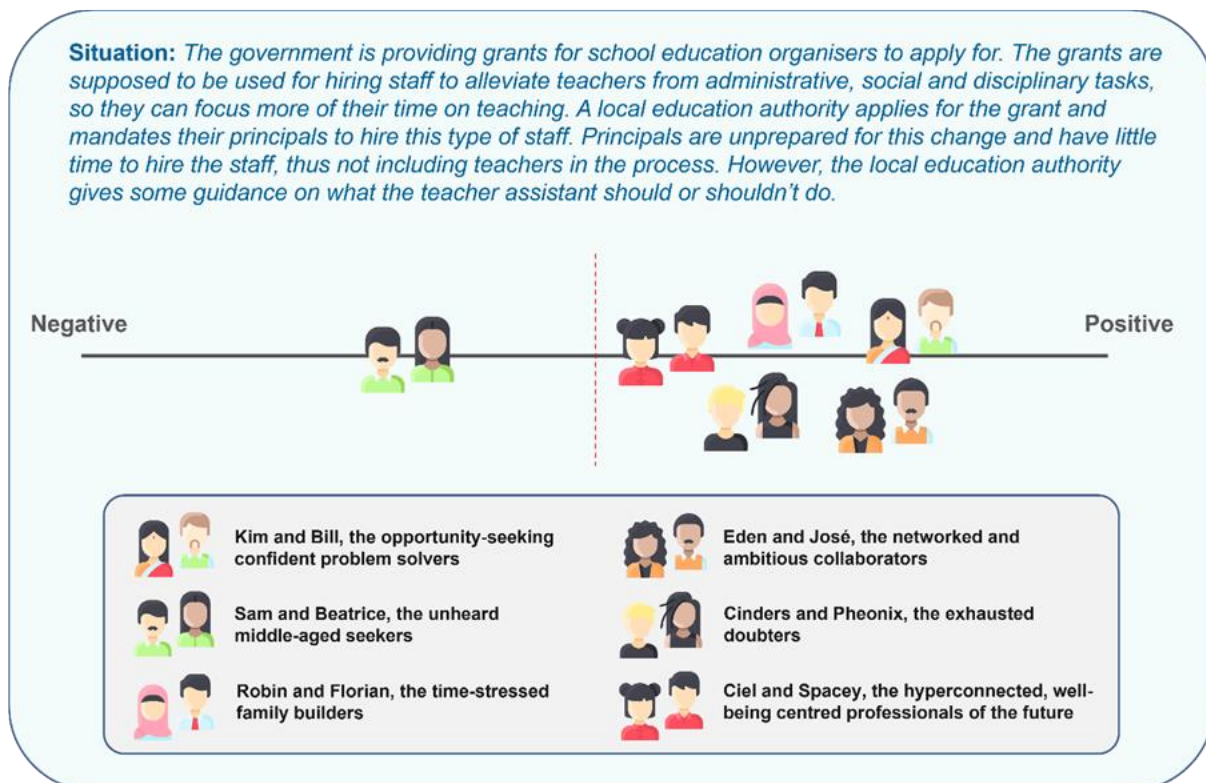 Situation: The government is providing grants for school education organisers to apply for. The grants are
supposed to be used for hiring staff to alleviate teachers from administrative, social and disciplinary tasks,
so they can focus more of their time on teaching. A local education authority applies for the grant and
mandates their principals to hire this type of staff. Principals are unprepared for this change and have little
time to hire the staff, thus not including teachers in the process. However, the local education authority
gives some guidance on what the teacher assistant should or shouldn't do.
Negative
Positive
Kim and Bill, the opportunity-seeking
confident problem solvers
Eden and José, the networked and
ambitious collaborators
Sam and Beatrice, the unheard
middle-aged seekers
Cinders and Pheonix, the exhausted
doubters
Robin and Florian, the time-stressed
family builders
Ciel and Spacey, the hyperconnected, well-
being centred professionals of the future